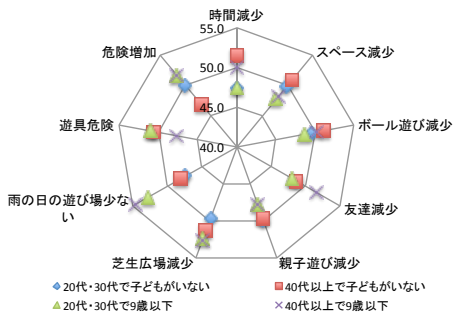 時間減少
55.0
危険増加
スペース減少
50.0
45.0
遊具危険
ボール遊び減少
40.0
雨の日の遊び場少な
い
友達減少
芝生広場減少
親子遊び減少
20代・30代で子どもがいない
40代以上で子どもがいない
20代・30代で9歳以下
40代以上で9歳以下